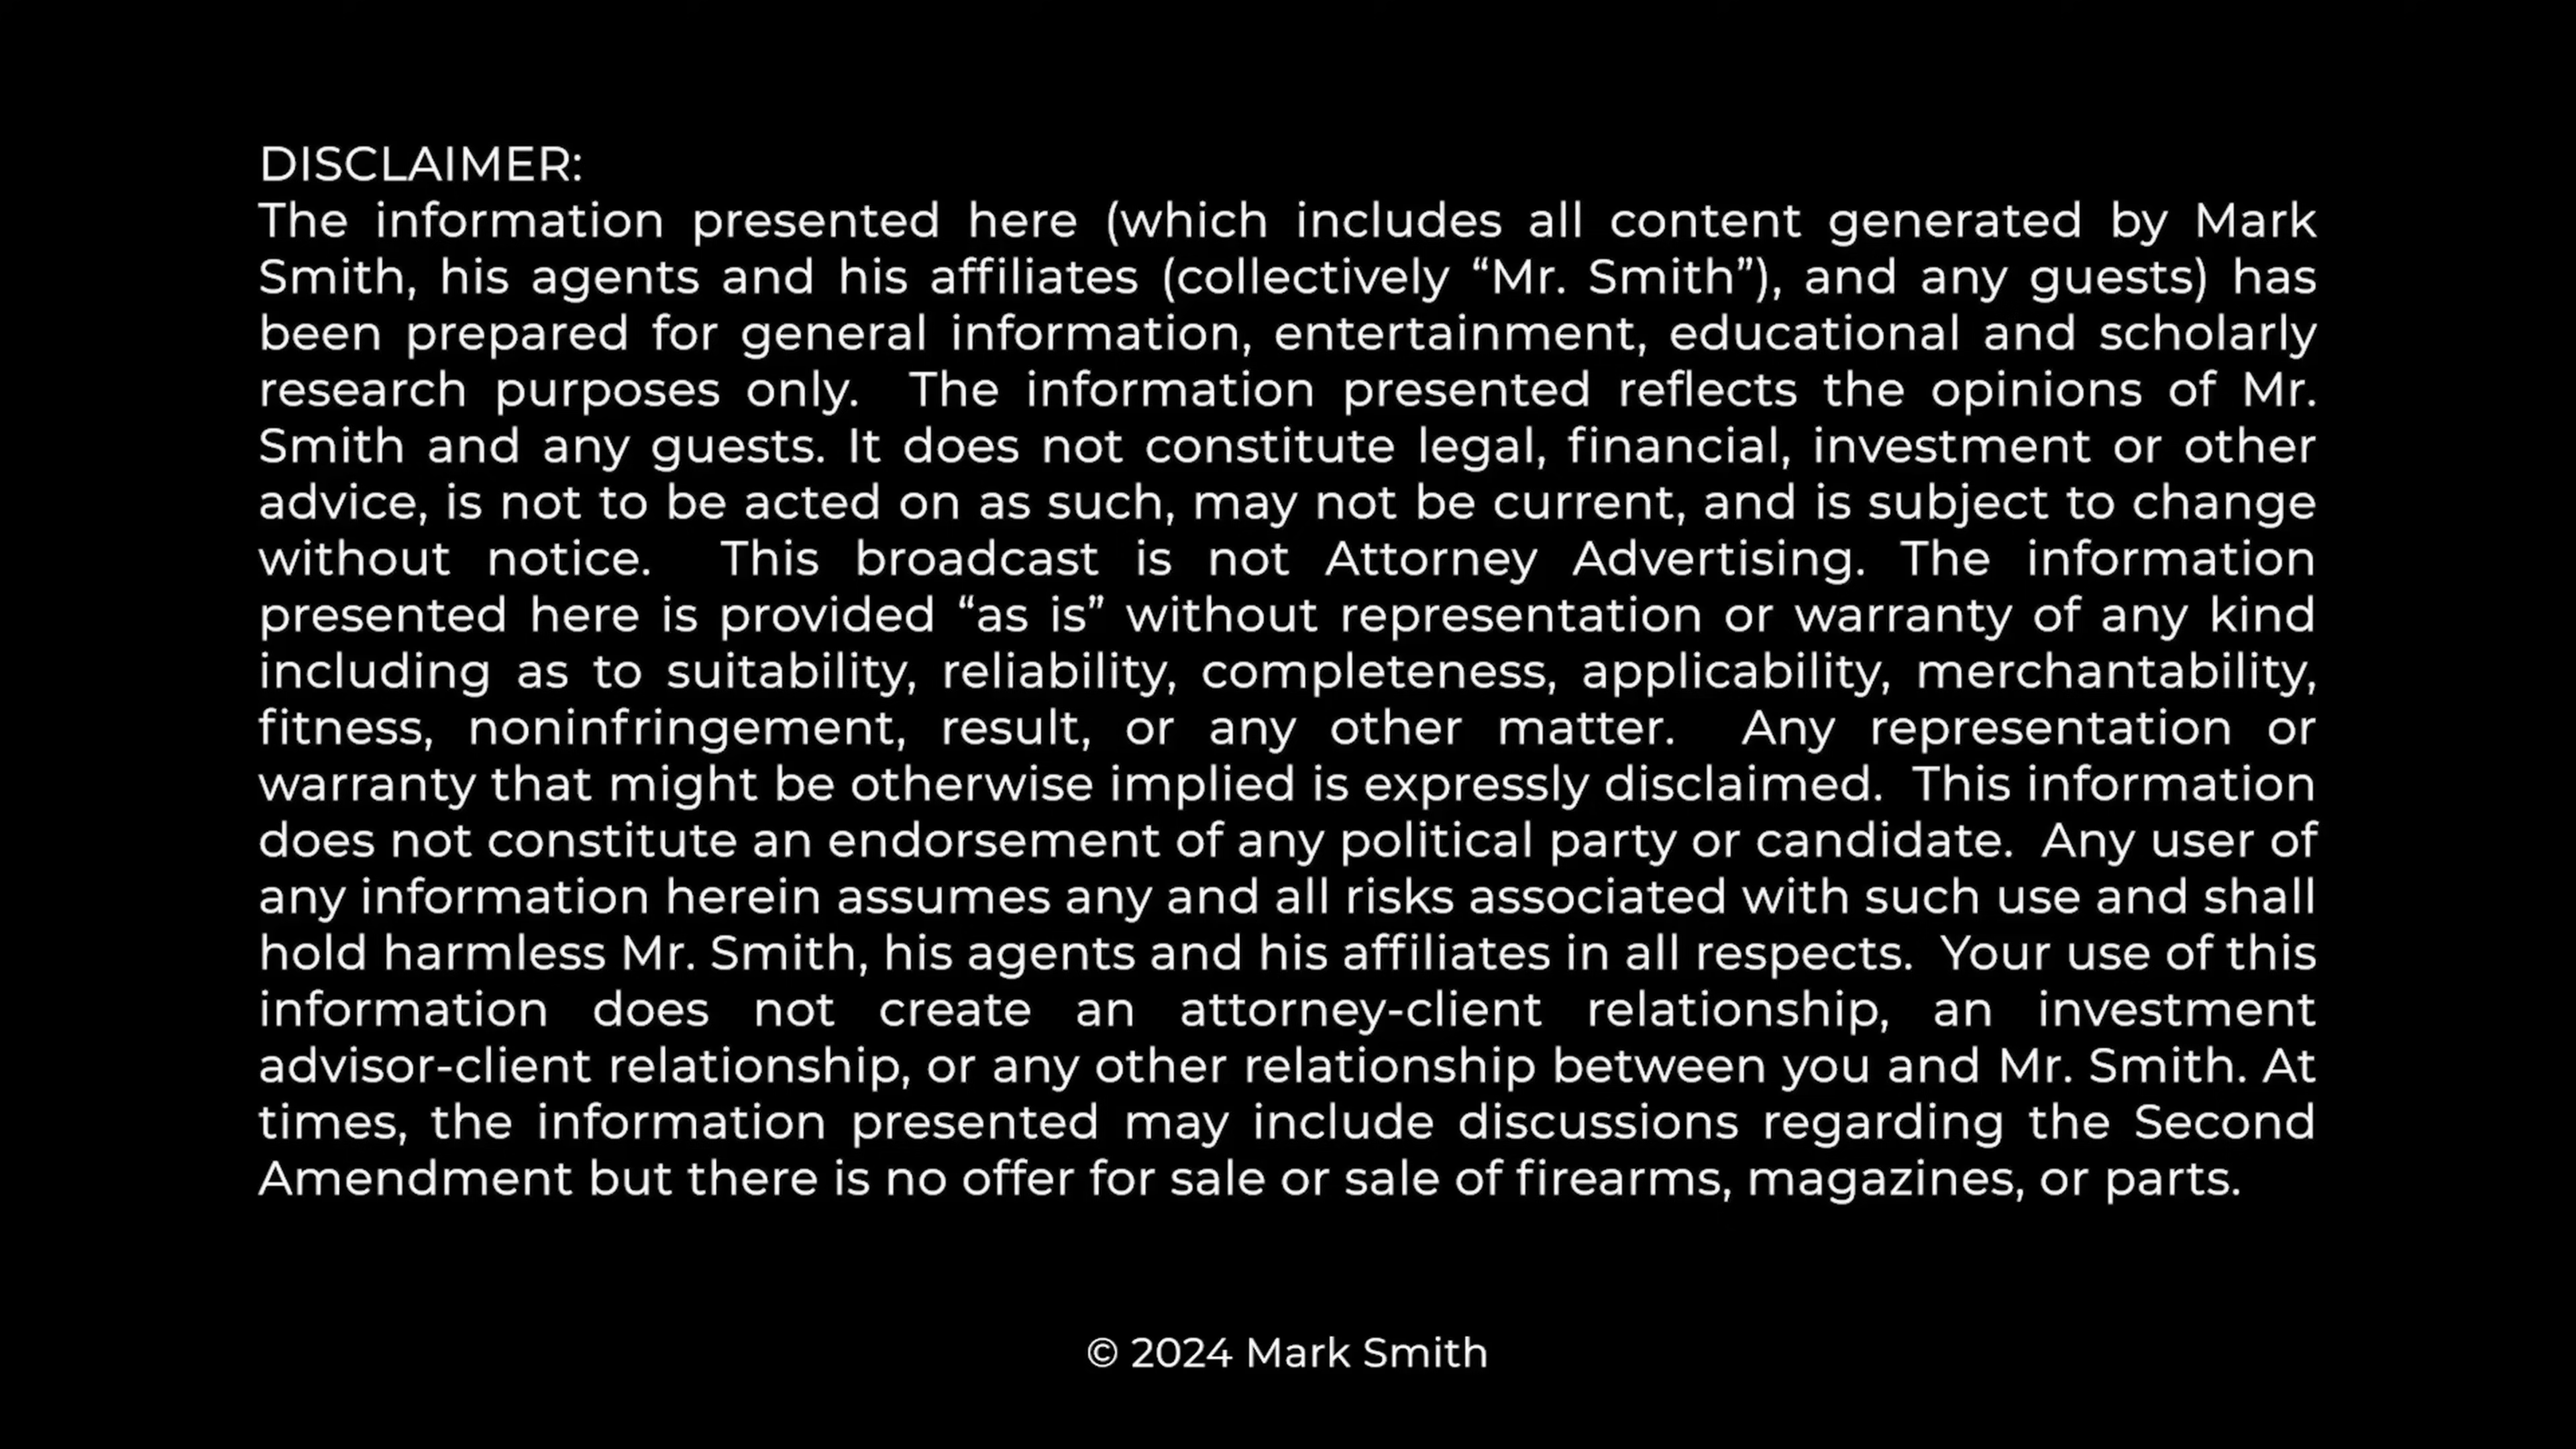 DISCLAIMER:
The information presented here (which includes all content generated by Mark
Smith, his agents and his affiliates (collectively “Mr. Smith”), and any guests) has
been prepared for general information, entertainment, educational and scholarly
research purposes only.  The information presented reflects the opinions of Mr.
Smith and any guests. It does not constitute legal, financial, investment or other
advice, is not to be acted on as such, may not be current, and is subject to change
without notice.  This broadcast is not Attorney Advertising. The information
presented here is provided “as is” without representation or warranty of any kind
including as to suitability, reliability, completeness, applicability, merchantability,
fitness, noninfringement, result, or any other matter.  Any representation or
warranty that might be otherwise implied is expressly disclaimed.  This information
does not constitute an endorsement of any political party or candidate.  Any user of
any information herein assumes any and all risks associated with such use and shall
hold harmless Mr. Smith, his agents and his affiliates in all respects.  Your use of this
information does not create an attorney-client relationship, an investment
advisor-client relationship, or any other relationship between you and Mr. Smith. At
times, the information presented may include discussions regarding the Second
Amendment but there is no offer for sale or sale of firearms, magazines, or parts.
© 2024 Mark Smith